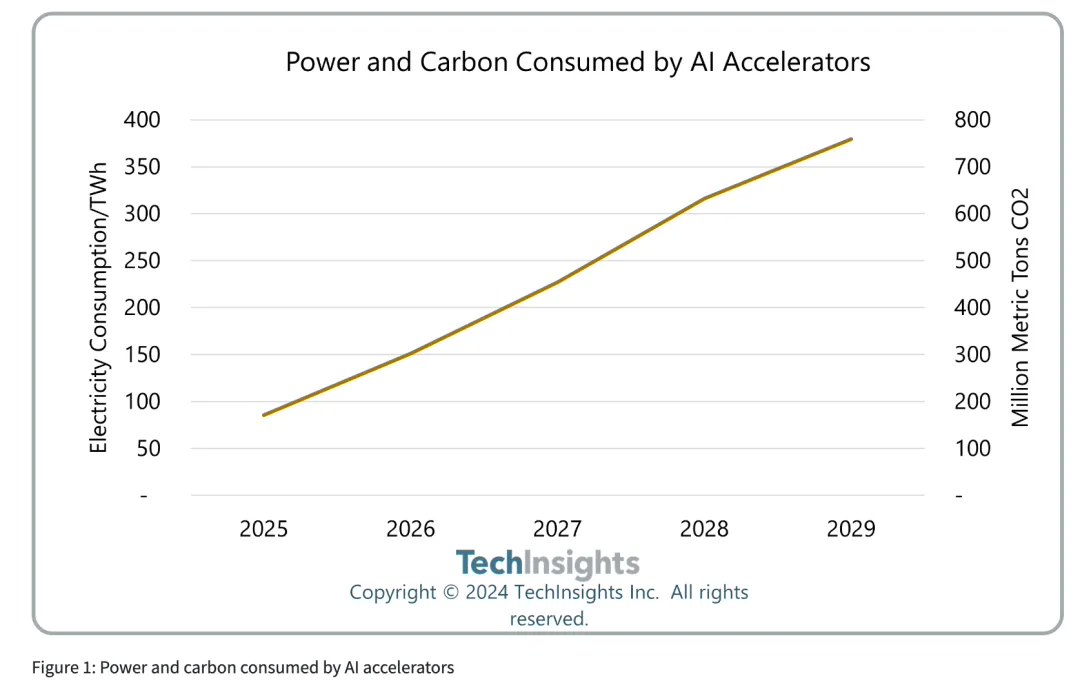 Power and Carbon Consumed by AI Accelerators
400
350
300
250
200
150
100
50
-
Electricity Consumption/TWh
800
700
600
500
400
300
200
100
-
Million Metric Tons CO2
2025 2026 2027 2028 2029
TechInsights
Copyright © 2024 TechInsights Inc. All rights
reserved.
Figure 1: Power and carbon consumed by AI accelerators